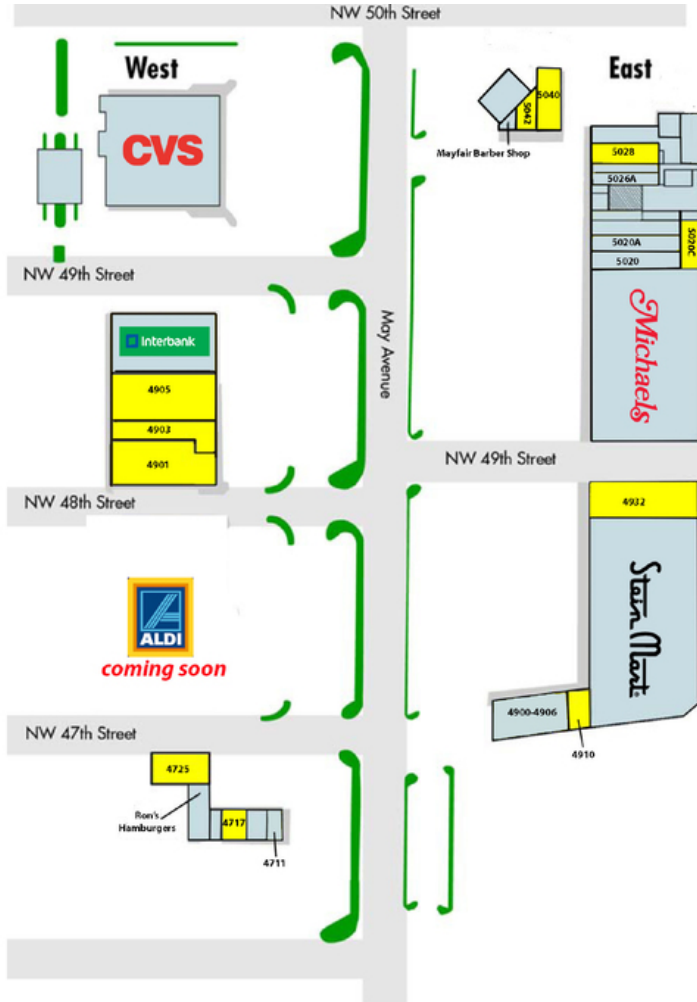 NW 50th Street
West
East
CVS
5040
5042
Mayfair Barber Shop
5028
5026A
5020A
5020C
5020
NW 49th Street
Interbank
May Avenue
Michaels
4905
4903
4901
NW 49th Street
NW 48th Street
4932
Stein Mart
ALDI
coming soon
4900-4906
4910
NW 47th Street
4725
Ron's
Hamburgers
4717
4711